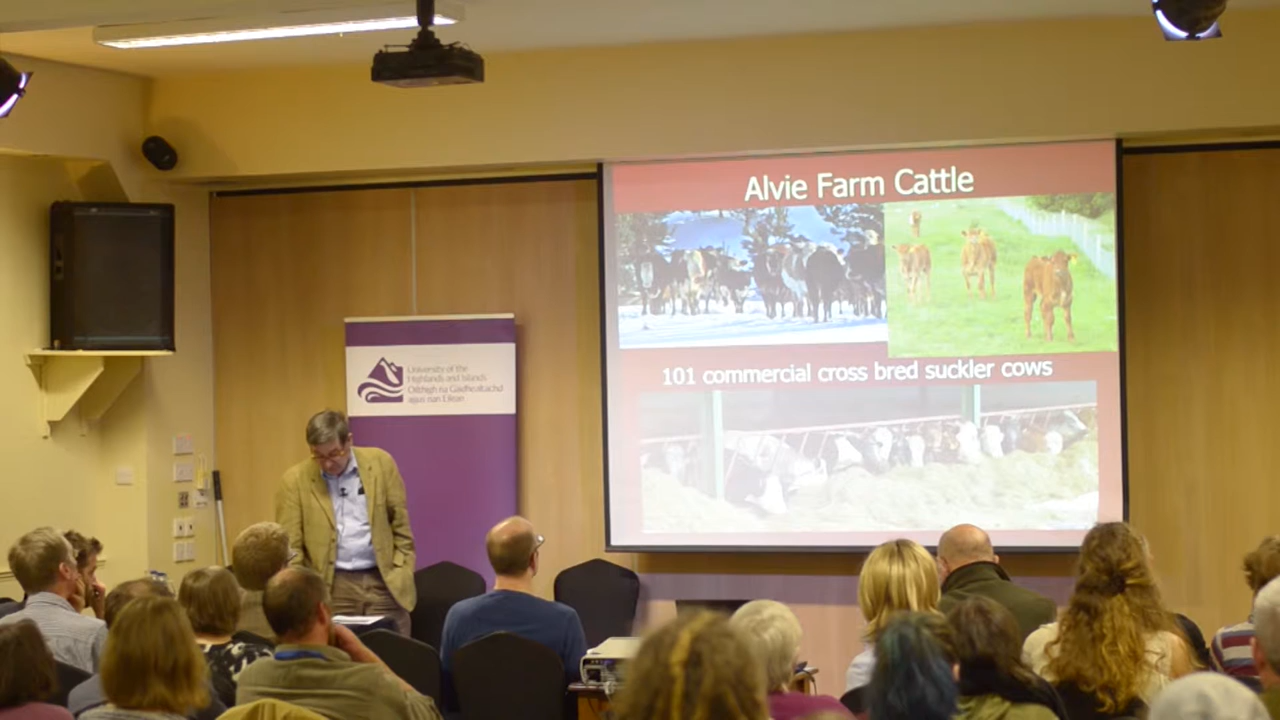 Alvie Farm Cattle
101 commercial cross bred suckler cows
University of the
Highlands and Islands
Oilthigh na Gàidhealtachd
agus nan Eilean